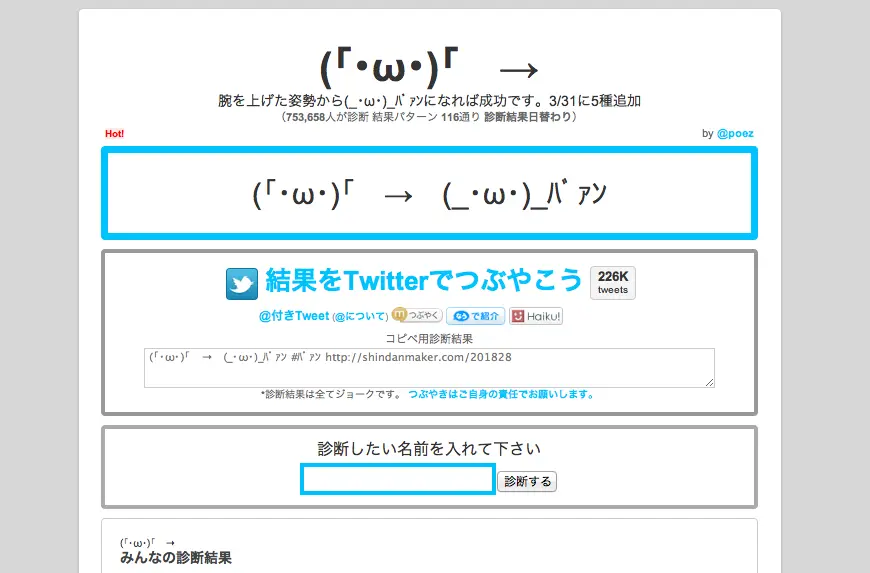 (「･ω･)「　→
腕を上げた姿勢から(_･ω･)_ﾊﾞｧﾝになれば成功です。3/31に5種追加
（753,658人が診断 結果パターン 116通り 診断結果日替わり）
Hot!
by @poez
(「･ω･)「　→　(_･ω･)_ﾊﾞｧﾝ
結果をTwitterでつぶやこう
226K
tweets
@付きTweet (@について) m つぶやく で紹介 Haiku!
コピペ用診断結果
(「･ω･)「　→　(_･ω･)_ﾊﾞｧﾝ #ﾊﾞｧﾝ http://shindanmaker.com/201828
*診断結果は全てジョークです。 つぶやきはご自身の責任でお願いします。
診断したい名前を入れて下さい
診断する
(「･ω･)「　→
みんなの診断結果